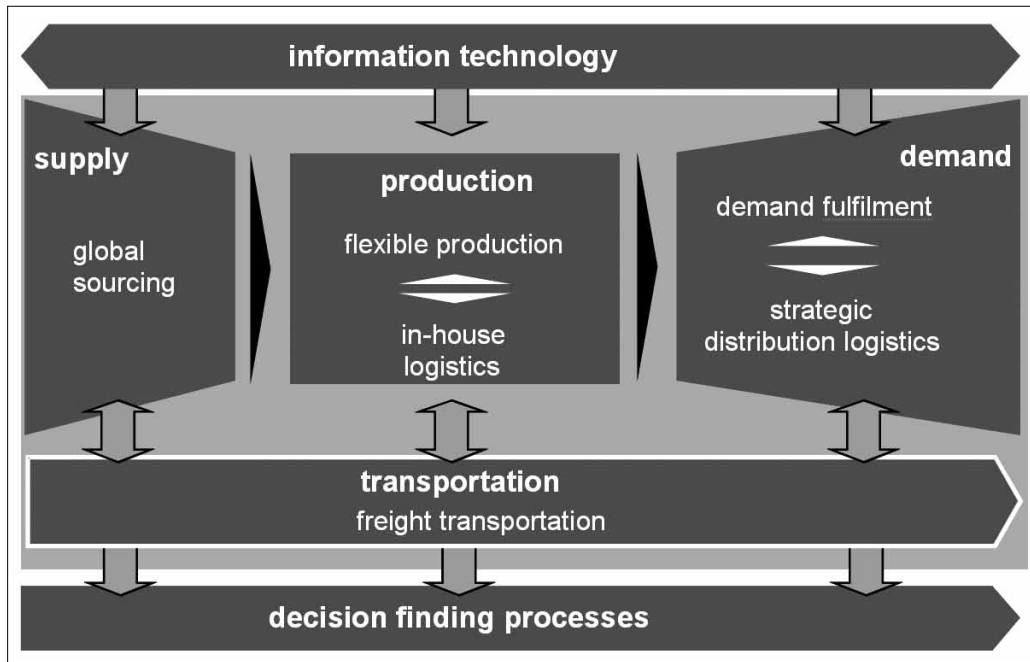 information technology
supply
global
sourcing
production
flexible production
in-house
logistics
demand
demand fulfilment
strategic
distribution logistics
transportation
freight transportation
decision finding processes